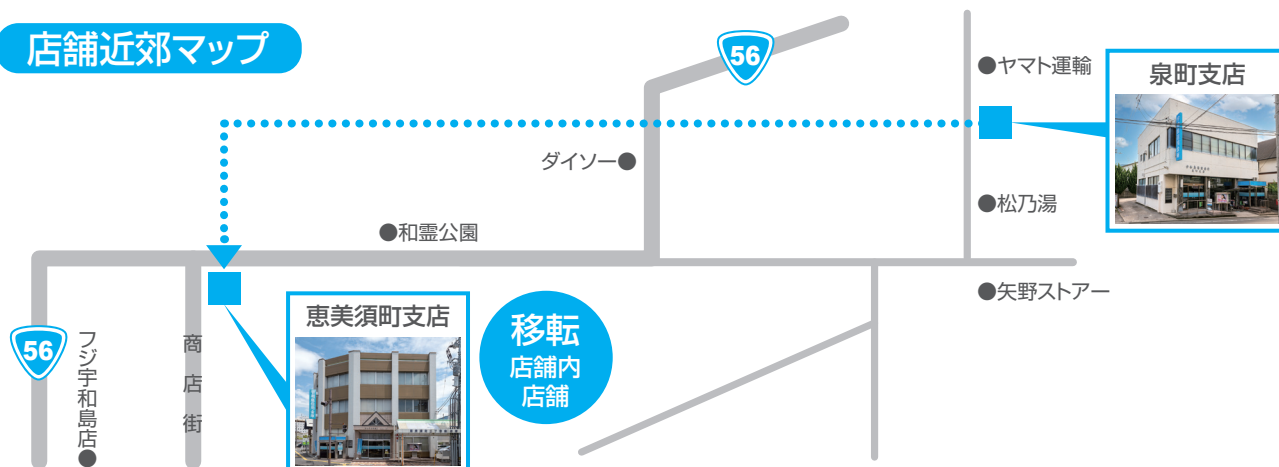 店舗近郊マップ
56
●ヤマト運輸
泉町支店
ダイソー●
●松乃湯
●和霊公園
●矢野ストアー
恵美須町支店
移転
店舗内
店舗
56
フジ宇和島店●
商店街